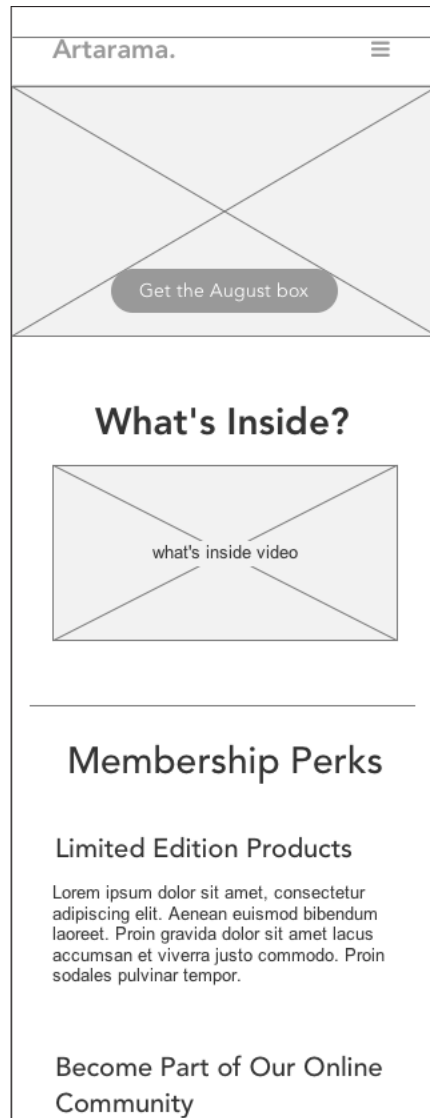 Artarama.
Get the August box
What's Inside?
what's inside video
Membership Perks
Limited Edition Products
Lorem ipsum dolor sit amet, consectetur
adipiscing elit. Aenean euismod bibendum
laoreet. Proin gravida dolor sit amet lacus
accumsan et viverra justo commodo. Proin
sodales pulvinar tempor.
Become Part of Our Online
Community